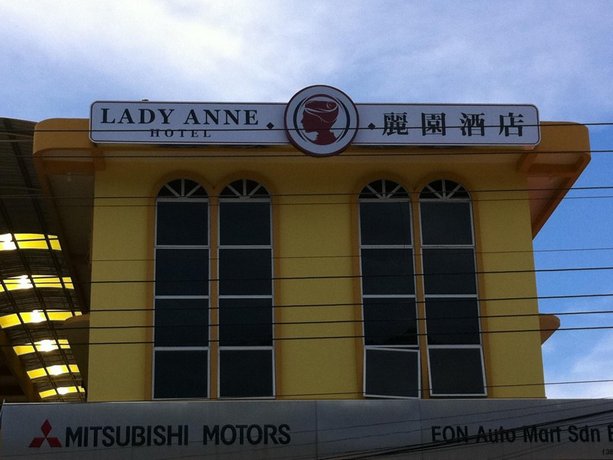 LADY ANNE
HOTEL
麗園酒店
MITSUBISHI MOTORS
EON Auto Mart Sdn